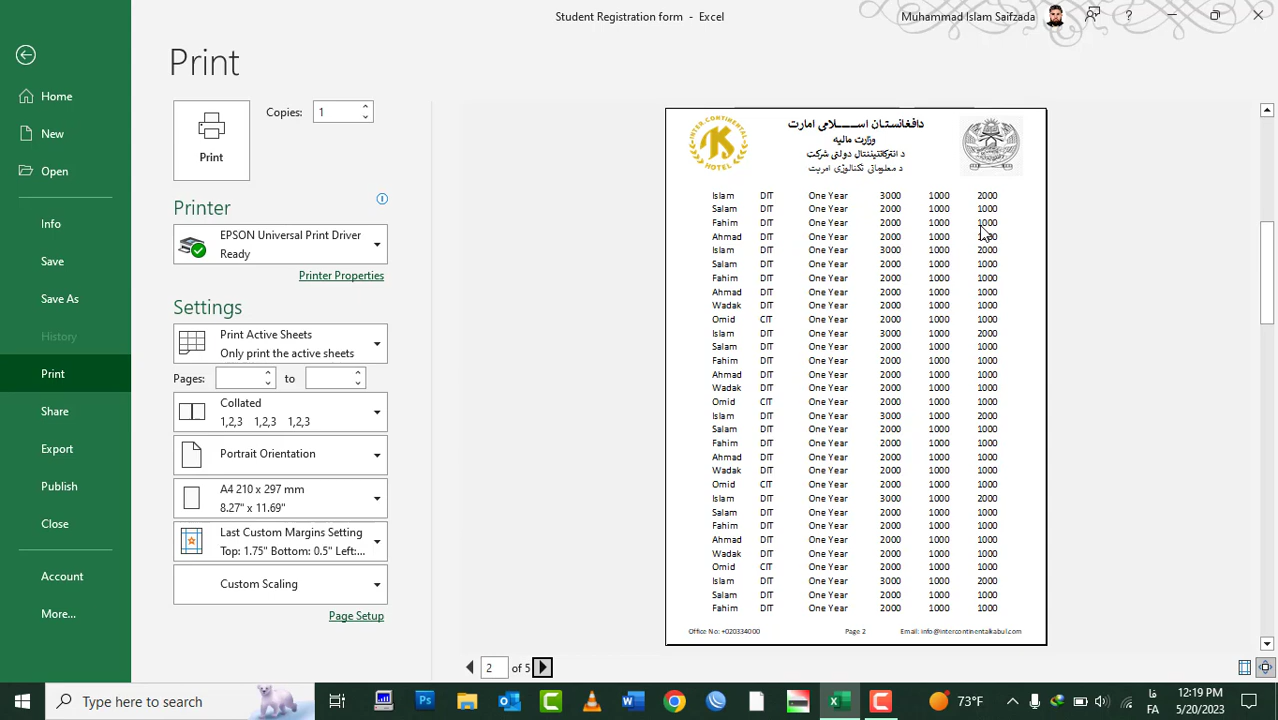 Student Registration form - Excel
Muhammad Islam Saifzada
?
Print
Home
New
Open
Info
Save
Save As
History
Print
Share
Export
Publish
Close
Account
More...
Print
Copies: 1
Printer
EPSON Universal Print Driver
Ready
Printer Properties
Settings
Print Active Sheets
Only print the active sheets
Pages: to
Collated
1,2,3 1,2,3 1,2,3
Portrait Orientation
A4 210 x 297 mm
8.27" x 11.69"
Last Custom Margins Setting
Top: 1.75" Bottom: 0.5" Left:...
Custom Scaling
Page Setup
INTER-CONTINENTAL
HOTEL
دافغانستان اســـلامی امارت
وزارت مالیه
د انترکانتیننتال دولتی شرکت
د معلوماتي تکنالوژۍ امریت
Islam DIT One Year 3000 1000 2000
Salam DIT One Year 2000 1000 1000
Fahim DIT One Year 2000 1000 1000
Ahmad DIT One Year 2000 1000 1000
Islam DIT One Year 3000 1000 2000
Salam DIT One Year 2000 1000 1000
Fahim DIT One Year 2000 1000 1000
Ahmad DIT One Year 2000 1000 1000
Wadak DIT One Year 2000 1000 1000
Omid CIT One Year 2000 1000 1000
Islam DIT One Year 3000 1000 2000
Salam DIT One Year 2000 1000 1000
Fahim DIT One Year 2000 1000 1000
Ahmad DIT One Year 2000 1000 1000
Wadak DIT One Year 2000 1000 1000
Omid CIT One Year 2000 1000 1000
Islam DIT One Year 3000 1000 2000
Salam DIT One Year 2000 1000 1000
Fahim DIT One Year 2000 1000 1000
Ahmad DIT One Year 2000 1000 1000
Wadak DIT One Year 2000 1000 1000
Omid CIT One Year 2000 1000 1000
Islam DIT One Year 3000 1000 2000
Salam DIT One Year 2000 1000 1000
Fahim DIT One Year 2000 1000 1000
Ahmad DIT One Year 2000 1000 1000
Wadak DIT One Year 2000 1000 1000
Omid CIT One Year 2000 1000 1000
Islam DIT One Year 3000 1000 2000
Salam DIT One Year 2000 1000 1000
Fahim DIT One Year 2000 1000 1000
Office No: +020334000 Page 2 Email: info@intercontinentalkabul.com
2 of 5
Type here to search
73°F
فا
FA
12:19 PM
5/20/2023